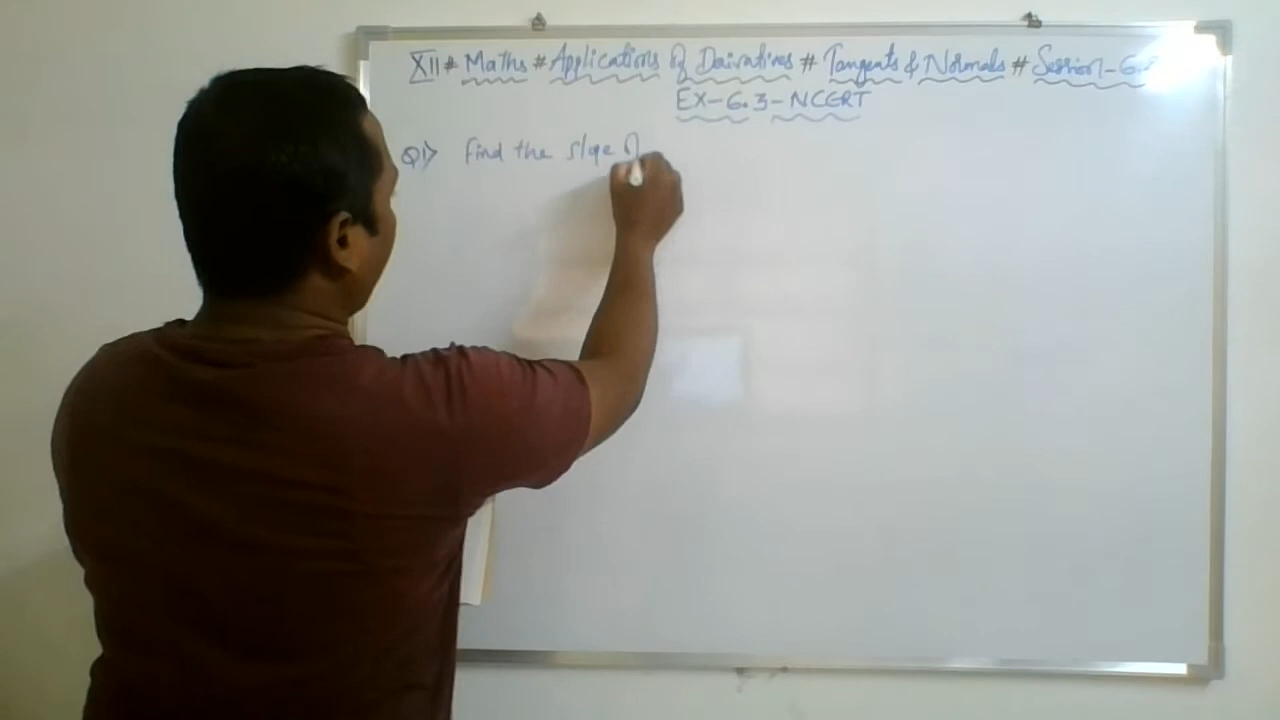 XII # Maths # Applications of Derivatives # Tangents & Normals # Session-6.
EX-6.3-NCERT
Q1> Find the slope of